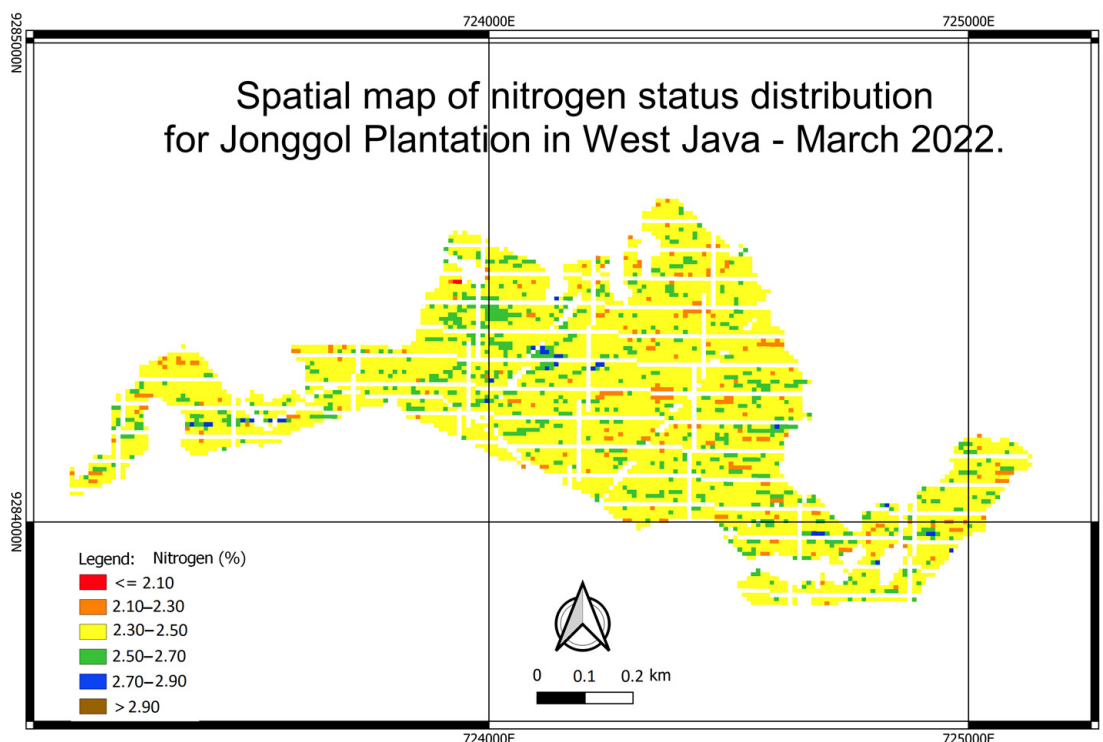 724000E 725000E
9285000N
Spatial map of nitrogen status distribution
for Jonggol Plantation in West Java - March 2022.
9284000N
Legend: Nitrogen (%)
<= 2.10
2.10–2.30
2.30–2.50
2.50–2.70
2.70–2.90
> 2.90
0 0.1 0.2 km
724000E 725000E